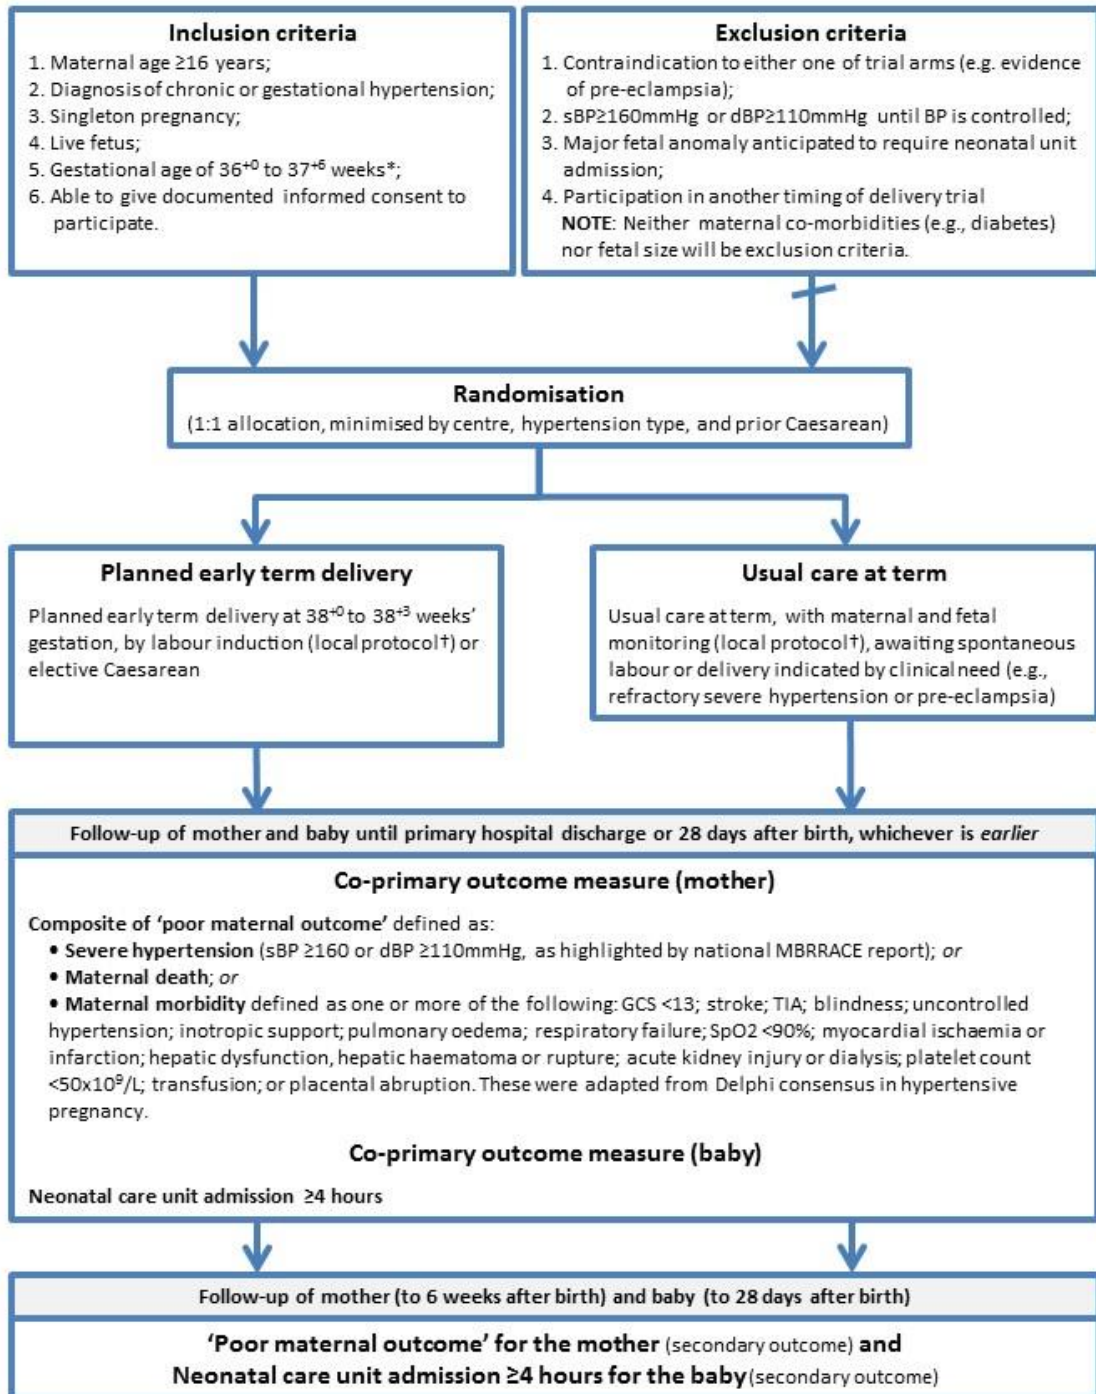 Inclusion criteria
1. Maternal age ≥16 years;
2. Diagnosis of chronic or gestational hypertension;
3. Singleton pregnancy;
4. Live fetus;
5. Gestational age of 36⁺⁰ to 37⁺⁶ weeks*;
6. Able to give documented informed consent to
participate.
Exclusion criteria
1. Contraindication to either one of trial arms (e.g. evidence
of pre-eclampsia);
2. sBP≥160mmHg or dBP≥110mmHg until BP is controlled;
3. Major fetal anomaly anticipated to require neonatal unit
admission;
4. Participation in another timing of delivery trial
NOTE: Neither maternal co-morbidities (e.g., diabetes)
nor fetal size will be exclusion criteria.
Randomisation
(1:1 allocation, minimised by centre, hypertension type, and prior Caesarean)
Planned early term delivery
Planned early term delivery at 38⁺⁰ to 38⁺³ weeks’
gestation, by labour induction (local protocol†) or
elective Caesarean
Usual care at term
Usual care at term, with maternal and fetal
monitoring (local protocol†), awaiting spontaneous
labour or delivery indicated by clinical need (e.g.,
refractory severe hypertension or pre-eclampsia)
Follow-up of mother and baby until primary hospital discharge or 28 days after birth, whichever is earlier
Co-primary outcome measure (mother)
Composite of ‘poor maternal outcome’ defined as:
• Severe hypertension (sBP ≥160 or dBP ≥110mmHg, as highlighted by national MBRRACE report); or
• Maternal death; or
• Maternal morbidity defined as one or more of the following: GCS <13; stroke; TIA; blindness; uncontrolled
hypertension; inotropic support; pulmonary oedema; respiratory failure; SpO2 <90%; myocardial ischaemia or
infarction; hepatic dysfunction, hepatic haematoma or rupture; acute kidney injury or dialysis; platelet count
<50x10⁹/L; transfusion; or placental abruption. These were adapted from Delphi consensus in hypertensive
pregnancy.
Co-primary outcome measure (baby)
Neonatal care unit admission ≥4 hours
Follow-up of mother (to 6 weeks after birth) and baby (to 28 days after birth)
‘Poor maternal outcome’ for the mother (secondary outcome) and
Neonatal care unit admission ≥4 hours for the baby (secondary outcome)